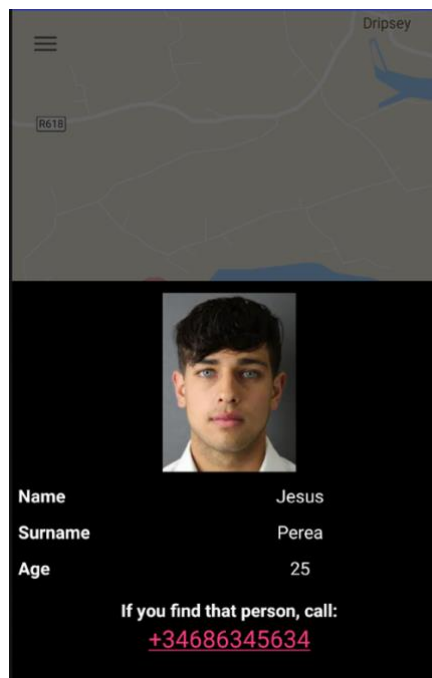 Dripsey
R618
Name Jesus
Surname Perea
Age 25
If you find that person, call:
+34686345634